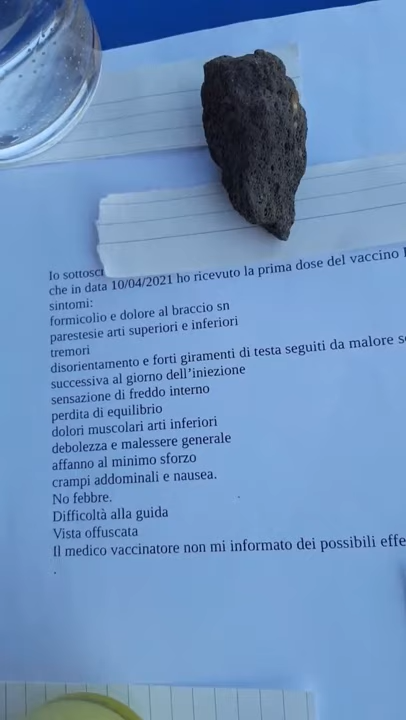 Io sottosc
che in data 10/04/2021 ho ricevuto la prima dose del vaccino
sintomi:
formicolio e dolore al braccio sn
parestesie arti superiori e inferiori
tremori
disorientamento e forti giramenti di testa seguiti da malore
successiva al giorno dell'iniezione
sensazione di freddo interno
perdita di equilibrio
dolori muscolari arti inferiori
debolezza e malessere generale
affanno al minimo sforzo
crampi addominali e nausea.
No febbre.
Difficoltà alla guida
Vista offuscata
Il medico vaccinatore non mi informato dei possibili effe
.